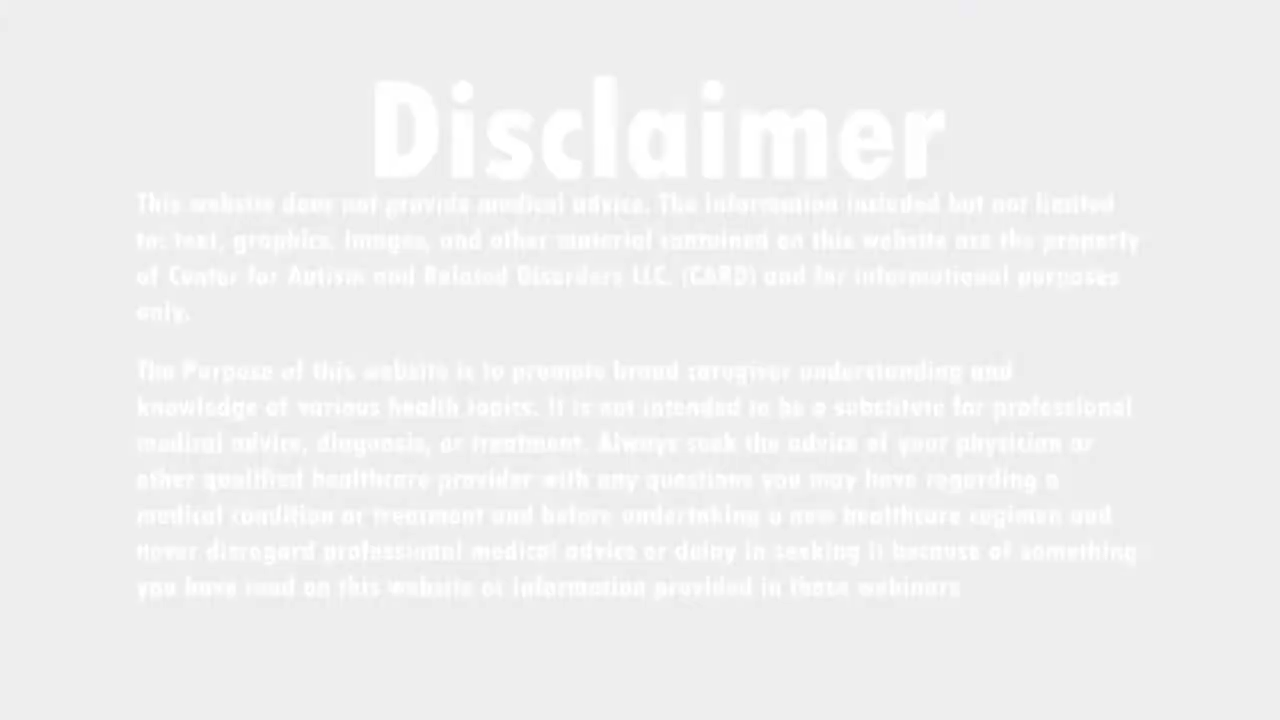 Disclaimer
This website does not provide medical advice. The information included but nor limited
to: text, graphics, images, and other material contained on this website are the property
of Center for Autism and Related Disorders LLC. (CARD) and for informational purposes
only.
The Purpose of this website is to promote broad caregiver understanding and
knowledge of various health topics. It is not intended to be a substitute for professional
medical advice, diagnosis, or treatment. Always seek the advice of your physician or
other qualified healthcare provider with any questions you may have regarding a
medical condition or treatment and before undertaking a new healthcare regimen and
never disregard professional medical advice or delay in seeking it because of something
you have read on this website or information provided in these webinars